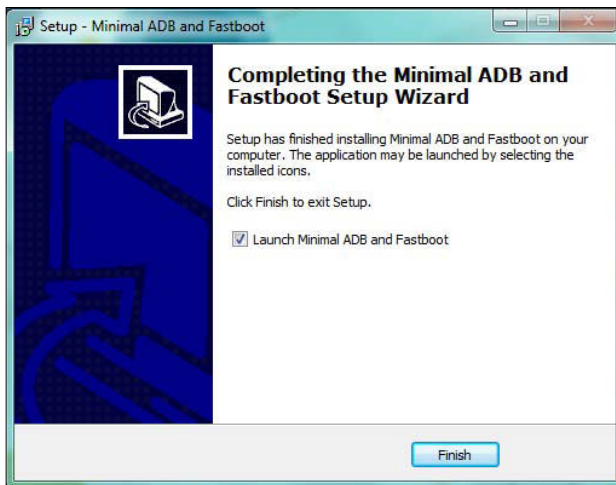 Setup - Minimal ADB and Fastboot
Completing the Minimal ADB and
Fastboot Setup Wizard
Setup has finished installing Minimal ADB and Fastboot on your
computer. The application may be launched by selecting the
installed icons.
Click Finish to exit Setup.
Launch Minimal ADB and Fastboot
Finish